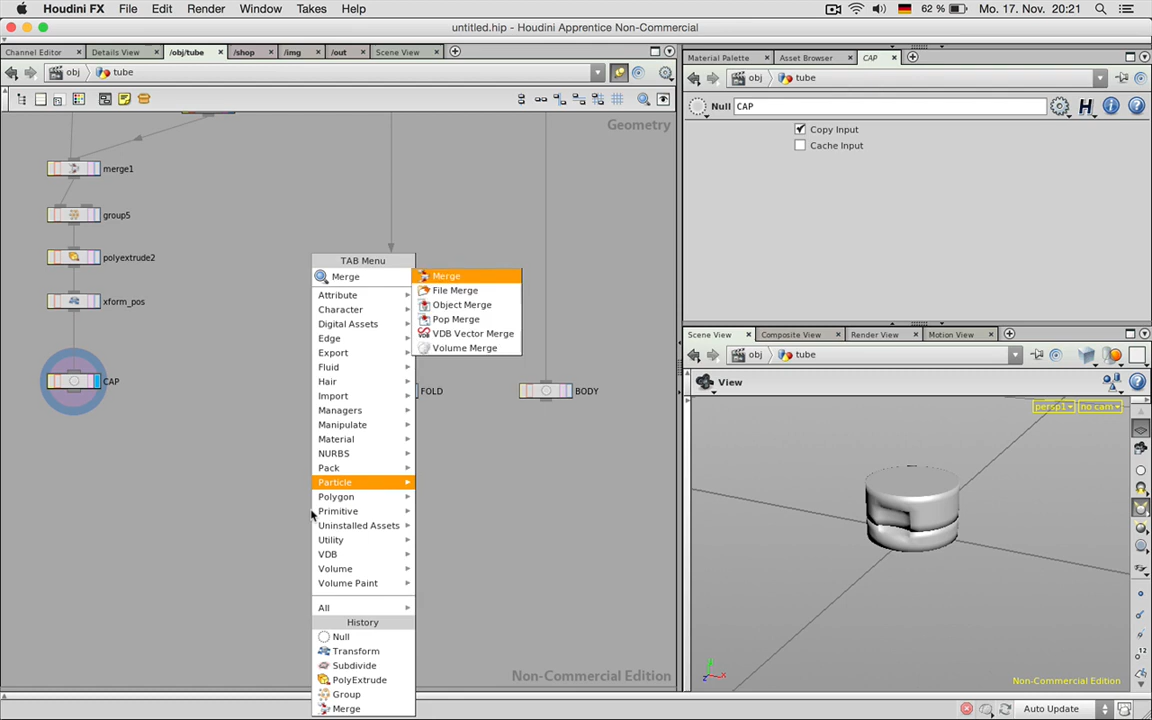 Houdini FX File Edit Render Window Takes Help 62 % Mo. 17. Nov. 20:21
untitled.hip - Houdini Apprentice Non-Commercial
Channel Editor Details View /obj/tube /shop /img /out Scene View
obj tube
Geometry
merge1
group5
polyextrude2
xform_pos
CAP
FOLD
BODY
TAB Menu
Merge
Attribute
Character
Digital Assets
Edge
Export
Fluid
Hair
Import
Managers
Manipulate
Material
NURBS
Pack
Particle
Polygon
Primitive
Uninstalled Assets
Utility
VDB
Volume
Volume Paint
All
History
Null
Transform
Subdivide
PolyExtrude
Group
Merge
Merge
File Merge
Object Merge
Pop Merge
VDB Vector Merge
Volume Merge
Non-Commercial Edition
Material Palette Asset Browser CAP
obj tube
Null CAP
Copy Input
Cache Input
Scene View Composite View Render View Motion View
obj tube
View
persp1 no cam
12
Non-Commercial Edition
Auto Update